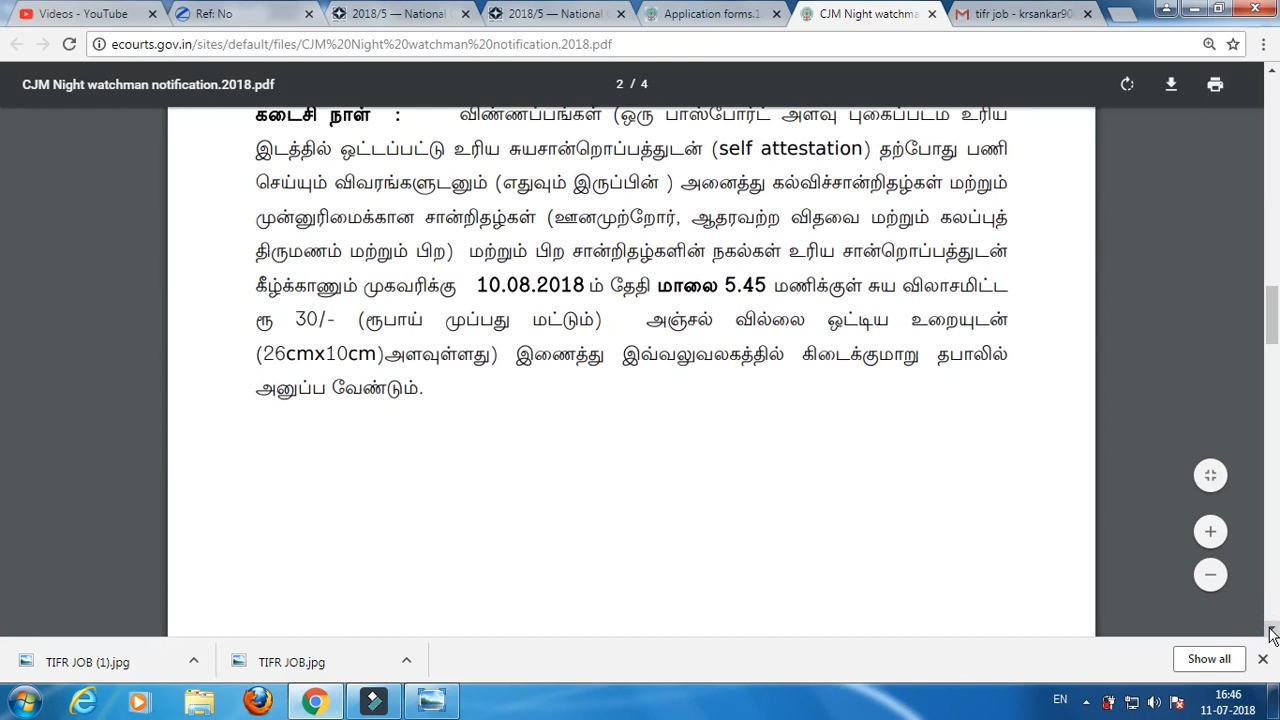 Videos - YouTube
Ref: No
2018/5 — National
2018/5 — National
Application forms.1
CJM Night watchma
tifr job - krsankar90
ecourts.gov.in/sites/default/files/CJM%20Night%20watchman%20notification.2018.pdf
CJM Night watchman notification.2018.pdf
2 / 4
கடைசி நாள் : விண்ணப்பங்கள் (ஒரு பாஸ்போர்ட் அளவு புகைப்படம் உரிய
இடத்தில் ஒட்டப்பட்டு உரிய சுயசான்றொப்பத்துடன் (self attestation) தற்போது பணி
செய்யும் விவரங்களுடனும் (எதுவும் இருப்பின் ) அனைத்து கல்விச்சான்றிதழ்கள் மற்றும்
முன்னுரிமைக்கான சான்றிதழ்கள் (ஊனமுற்றோர், ஆதரவற்ற விதவை மற்றும் கலப்புத்
திருமணம் மற்றும் பிற) மற்றும் பிற சான்றிதழ்களின் நகல்கள் உரிய சான்றொப்பத்துடன்
கீழ்க்காணும் முகவரிக்கு 10.08.2018 ம் தேதி மாலை 5.45 மணிக்குள் சுய விலாசமிட்ட
ரூ 30/- (ரூபாய் முப்பது மட்டும்) அஞ்சல் வில்லை ஒட்டிய உறையுடன்
(26cmx10cm)அளவுள்ளது) இணைத்து இவ்வலுவலகத்தில் கிடைக்குமாறு தபாலில்
அனுப்ப வேண்டும்.
TIFR JOB (1).jpg
TIFR JOB.jpg
Show all
EN
16:46
11-07-2018